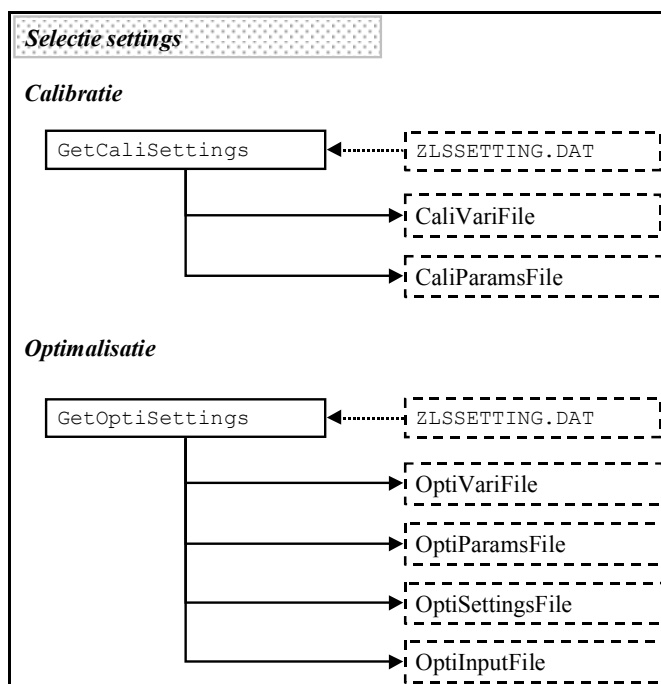 Selectie settings
Calibratie
GetCaliSettings
ZLSSETTING.DAT
CaliVariFile
CaliParamsFile
Optimalisatie
GetOptiSettings
ZLSSETTING.DAT
OptiVariFile
OptiParamsFile
OptiSettingsFile
OptiInputFile